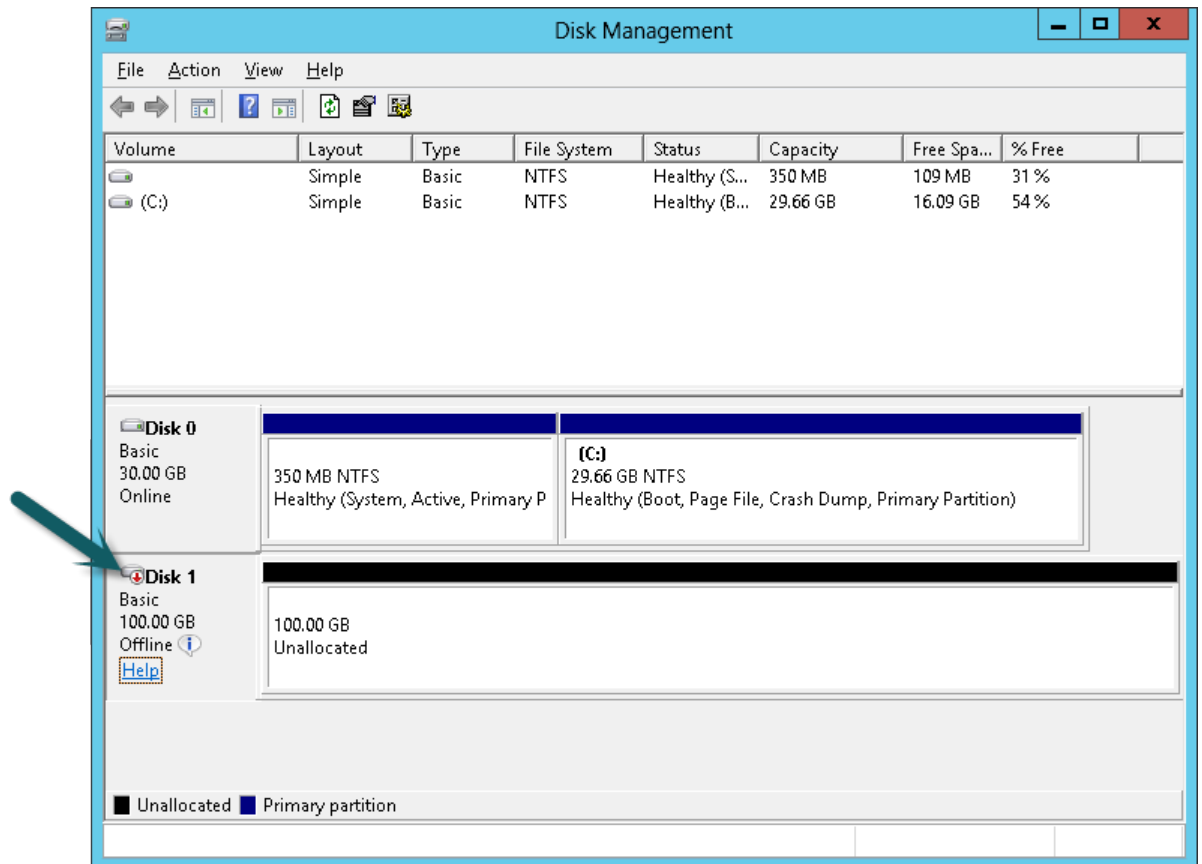 Disk Management
File Action View Help
Volume Layout Type File System Status Capacity Free Spa... % Free
Simple Basic NTFS Healthy (S... 350 MB 109 MB 31 %
(C:) Simple Basic NTFS Healthy (B... 29.66 GB 16.09 GB 54 %
Disk 0
Basic
30.00 GB
Online
350 MB NTFS
Healthy (System, Active, Primary P
(C:)
29.66 GB NTFS
Healthy (Boot, Page File, Crash Dump, Primary Partition)
Disk 1
Basic
100.00 GB
Offline
Help
100.00 GB
Unallocated
Unallocated Primary partition